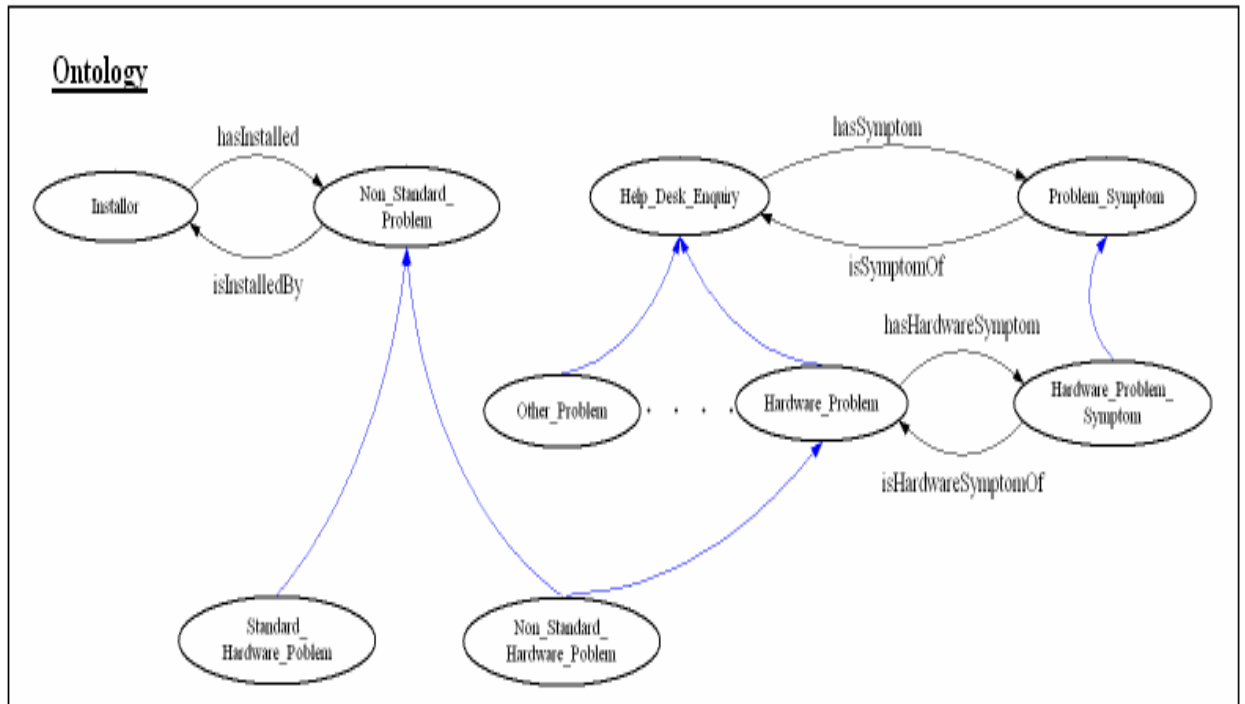 Ontology
hasInstalled
hasSymptom
Installor
Non_Standard_
Problem
Help_Desk_Enquiry
Problem_Symptom
isInstalledBy
isSymptomOf
hasHardwareSymptom
Other_Problem
. . . .
Hardware_Problem
Hardware_Problem_
Symptom
isHardwareSymptomOf
Standard_
Hardware_Poblem
Non_Standard_
Hardware_Poblem